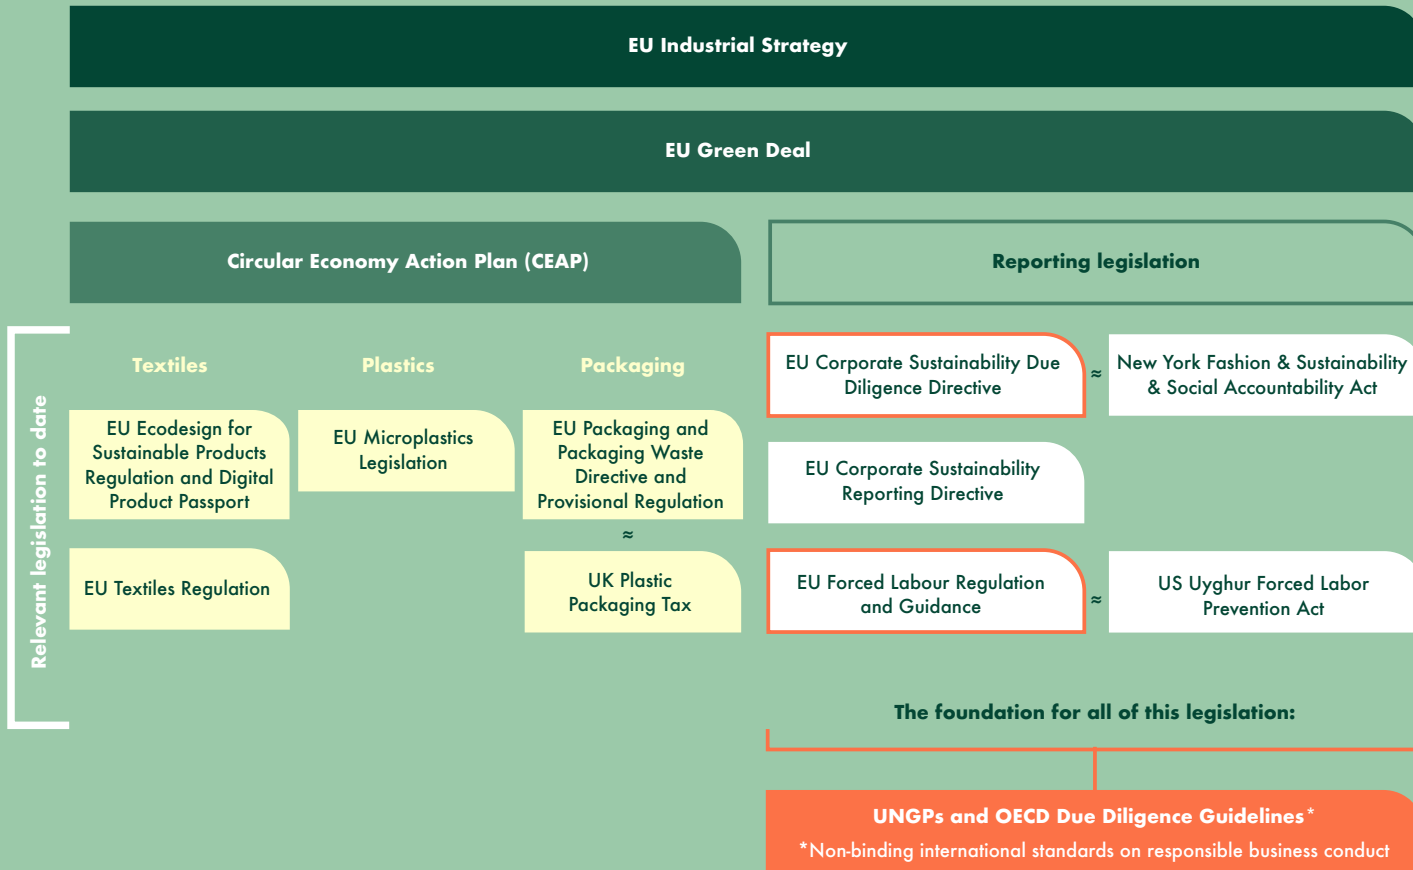 EU Industrial Strategy
EU Green Deal
Circular Economy Action Plan (CEAP)
Reporting legislation
Relevant legislation to date
Textiles
EU Ecodesign for
Sustainable Products
Regulation and Digital
Product Passport
EU Textiles Regulation
Plastics
EU Microplastics
Legislation
Packaging
EU Packaging and
Packaging Waste
Directive and
Provisional Regulation
≈
UK Plastic
Packaging Tax
EU Corporate Sustainability Due
Diligence Directive
≈
New York Fashion & Sustainability
& Social Accountability Act
EU Corporate Sustainability
Reporting Directive
EU Forced Labour Regulation
and Guidance
≈
US Uyghur Forced Labor
Prevention Act
The foundation for all of this legislation:
UNGPs and OECD Due Diligence Guidelines*
*Non-binding international standards on responsible business conduct